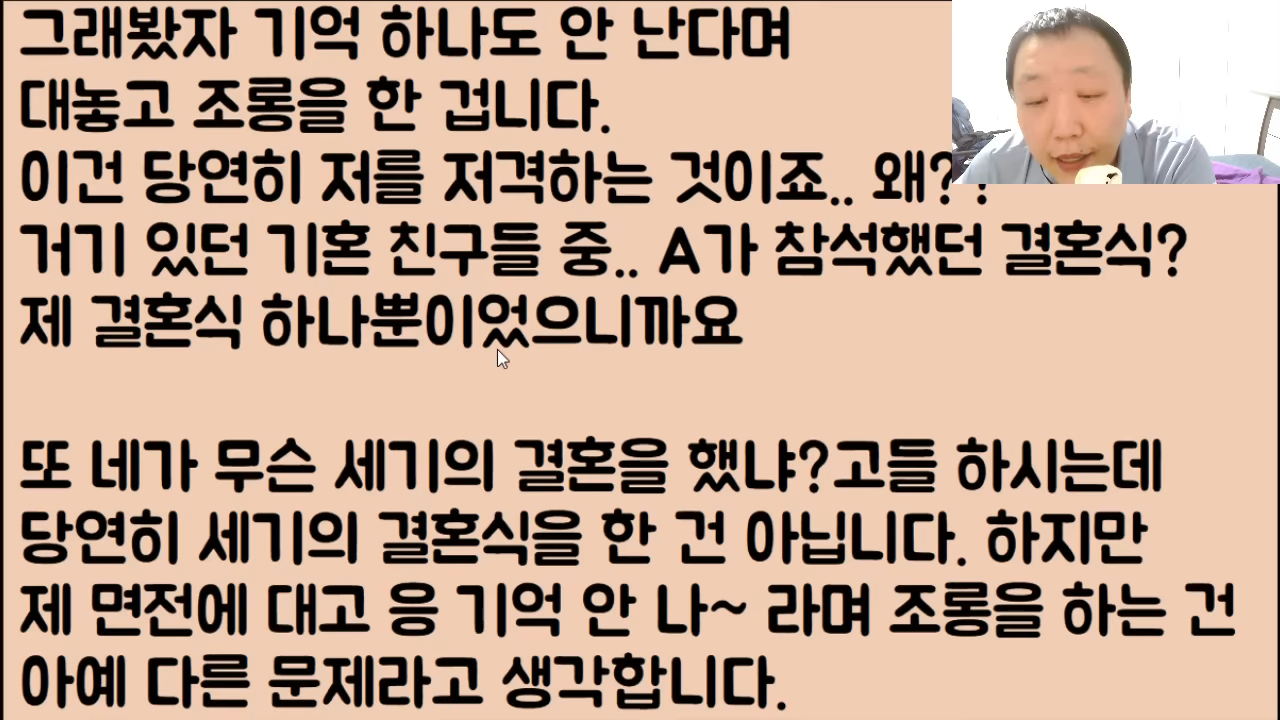 그래봤자 기억 하나도 안 난다며
대놓고 조롱을 한 겁니다.
이건 당연히 저를 저격하는 것이죠.. 왜??
거기 있던 기혼 친구들 중.. A가 참석했던 결혼식?
제 결혼식 하나뿐이었으니까요
또 네가 무슨 세기의 결혼을 했냐?고들 하시는데
당연히 세기의 결혼식을 한 건 아닙니다. 하지만
제 면전에 대고 응 기억 안 나~ 라며 조롱을 하는 건
아예 다른 문제라고 생각합니다.